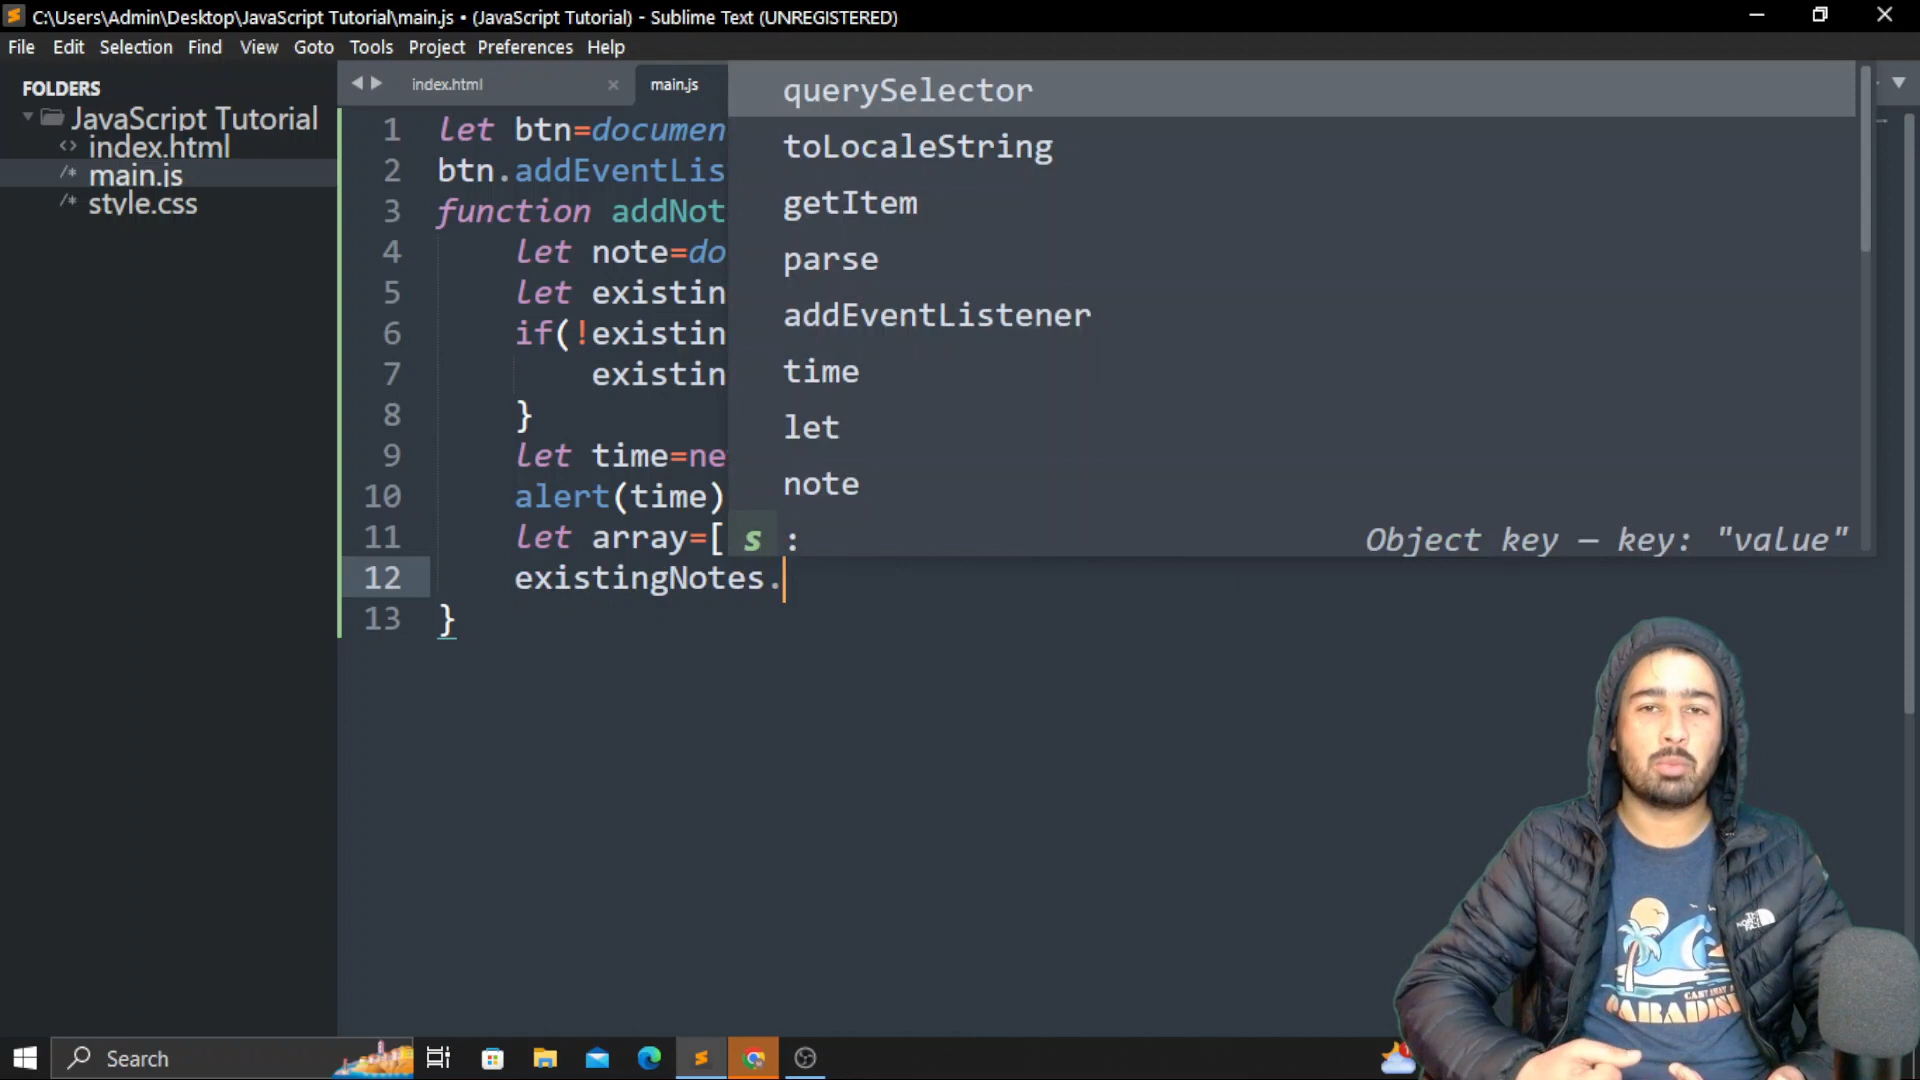 C:\Users\Admin\Desktop\JavaScript Tutorial\main.js • (JavaScript Tutorial) - Sublime Text (UNREGISTERED)
File Edit Selection Find View Goto Tools Project Preferences Help
FOLDERS
JavaScript Tutorial
index.html
main.js
style.css
index.html main.js
1 let btn=documen
2 btn.addEventLis
3 function addNot
4 let note=do
5 let existin
6 if(!existin
7 existin
8 }
9 let time=ne
10 alert(time)
11 let array=[
12 existingNotes.
13 }
querySelector
toLocaleString
getItem
parse
addEventListener
time
let
note
s : Object key — key: "value"
CAST AWAY
PARADISE
Search